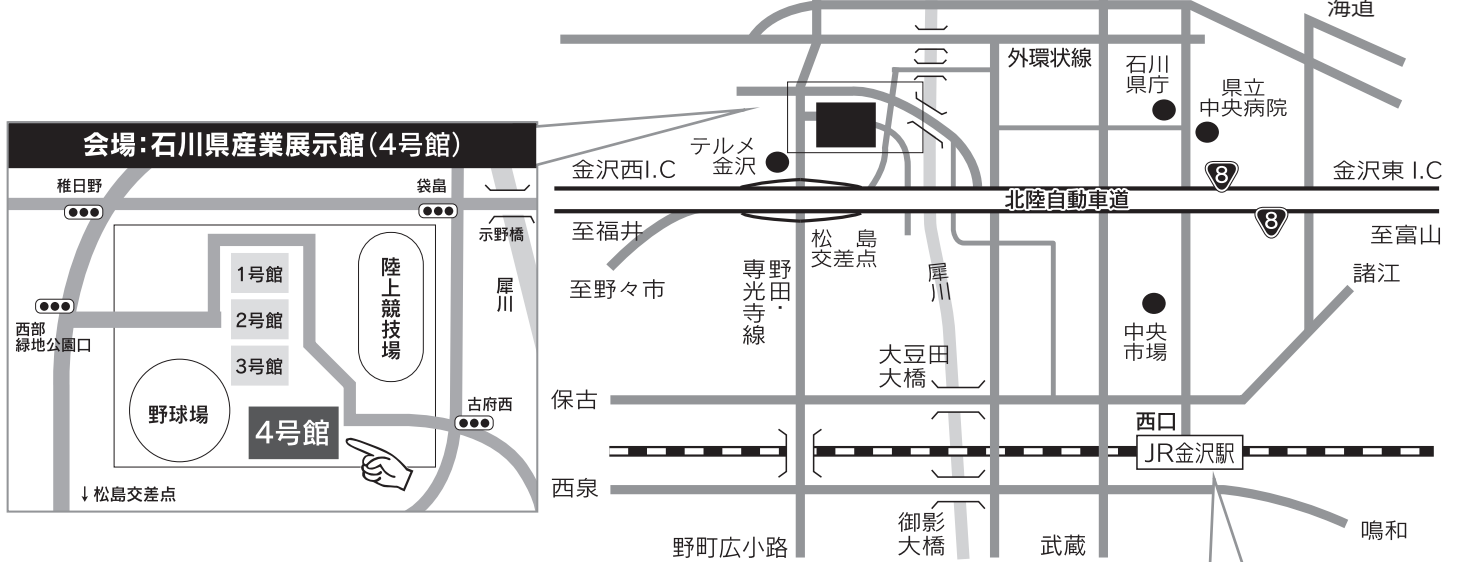 会場:石川県産業展示館(4号館)
稚日野
袋畠
示野橋
犀川
1号館
2号館
3号館
4号館
陸上競技場
野球場
西部
緑地公園口
古府西
↓松島交差点
海道
外環状線
石川
県庁
県立
中央病院
テルメ
金沢
金沢西I.C
金沢東I.C
8
北陸自動車道
8
至福井
至富山
松島
交差点
至野々市
野田・
専光寺線
犀川
諸江
中央
市場
大豆田
大橋
保古
西口
JR金沢駅
西泉
御影
大橋
野町広小路
武蔵
鳴和